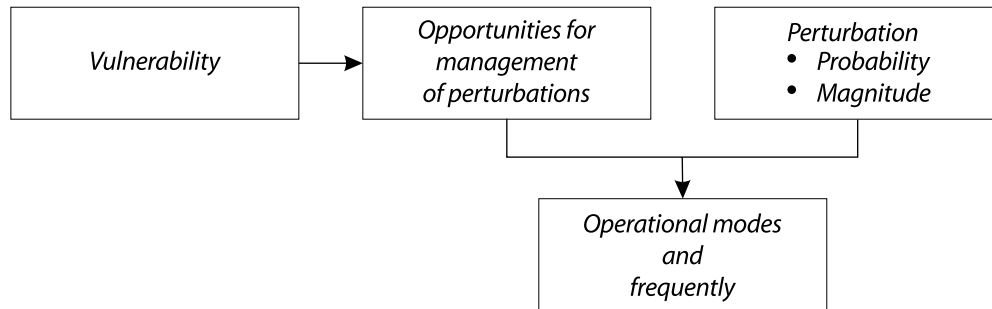 Vulnerability
Opportunities for
management
of perturbations
Perturbation
• Probability
• Magnitude
Operational modes
and
frequently